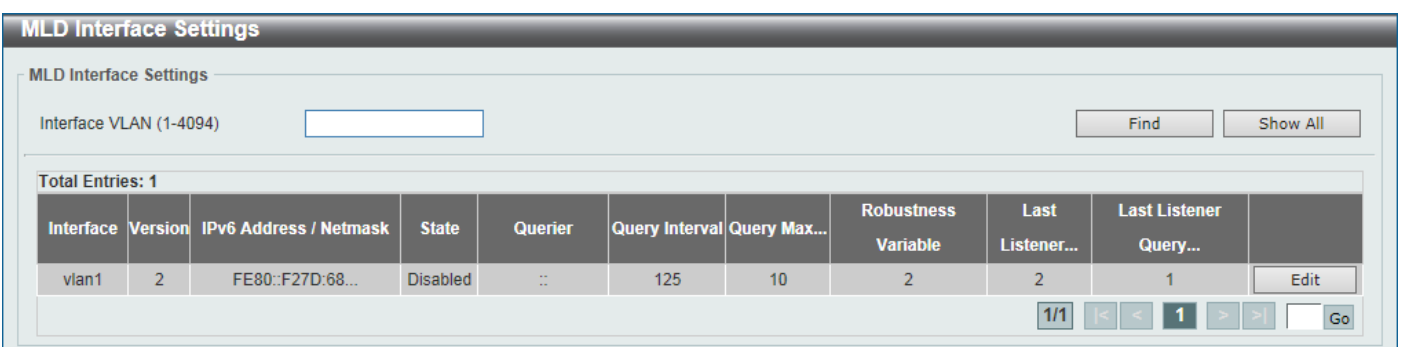 MLD Interface Settings
MLD Interface Settings
Interface VLAN (1-4094) Find Show All
Total Entries: 1
Interface Version IPv6 Address / Netmask State Querier Query Interval Query Max... Robustness Variable Last Listener... Last Listener Query...
vlan1 2 FE80::F27D:68... Disabled :: 125 10 2 2 1 Edit
1/1 |< < 1 > >| Go